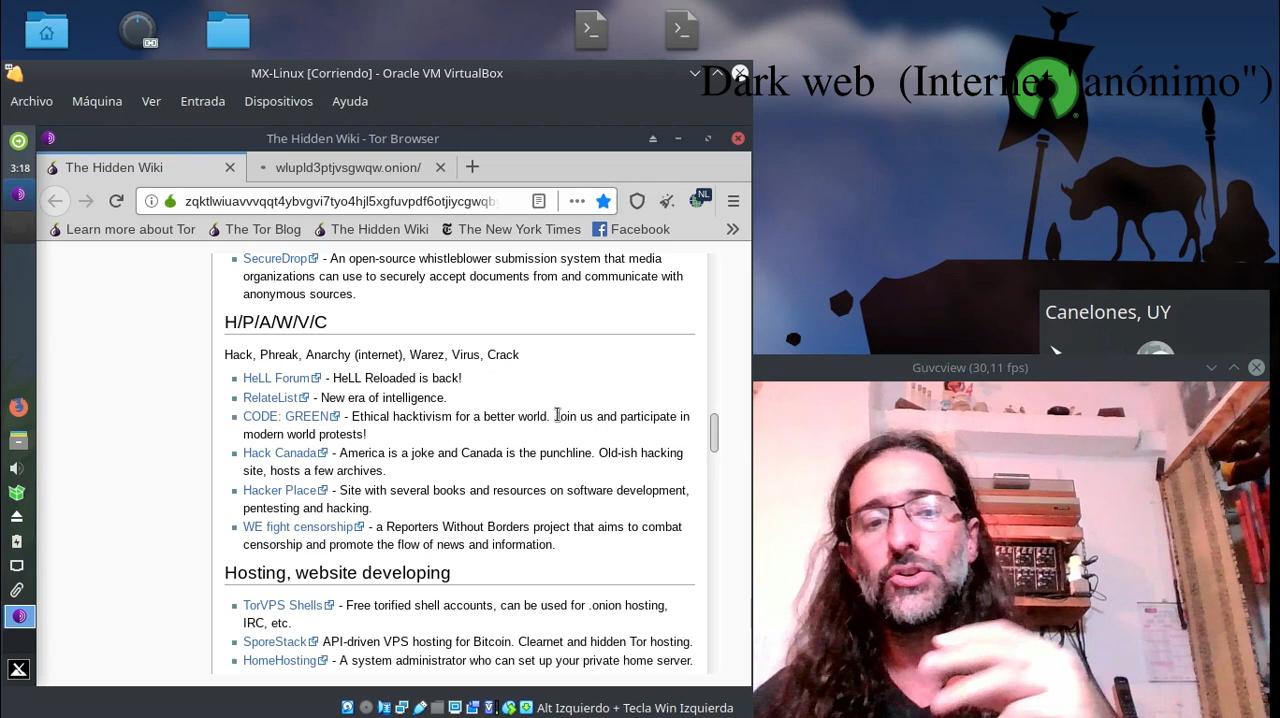 MX-Linux [Corriendo] - Oracle VM VirtualBox
Dark web (Internet "anónimo")
Archivo Máquina Ver Entrada Dispositivos Ayuda
The Hidden Wiki - Tor Browser
3:18
The Hidden Wiki
wlupld3ptjvsgwqw.onion/
zqktlwiuavvvqqt4ybvgvi7tyo4hjl5xgfuvpdf6otjiycgwqb
NL
Learn more about Tor The Tor Blog The Hidden Wiki The New York Times Facebook
SecureDrop - An open-source whistleblower submission system that media
organizations can use to securely accept documents from and communicate with
anonymous sources.
H/P/A/W/V/C
Hack, Phreak, Anarchy (internet), Warez, Virus, Crack
HeLL Forum - HeLL Reloaded is back!
RelateList - New era of intelligence.
CODE: GREEN - Ethical hacktivism for a better world. Join us and participate in
modern world protests!
Hack Canada - America is a joke and Canada is the punchline. Old-ish hacking
site, hosts a few archives.
Hacker Place - Site with several books and resources on software development,
pentesting and hacking.
WE fight censorship - a Reporters Without Borders project that aims to combat
censorship and promote the flow of news and information.
Hosting, website developing
TorVPS Shells - Free torified shell accounts, can be used for .onion hosting,
IRC, etc.
SporeStack API-driven VPS hosting for Bitcoin. Clearnet and hidden Tor hosting.
HomeHosting - A system administrator who can set up your private home server.
Alt Izquierdo + Tecla Win Izquierda
Canelones, UY
Guvcview (30,11 fps)